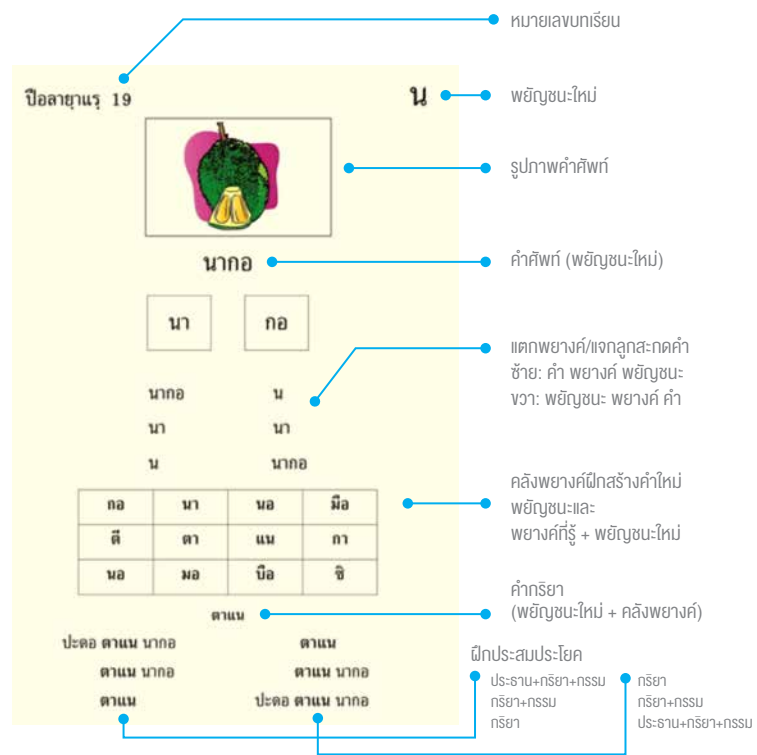 หมายเลขบทเรียน
ปือลายาแรฺ 19
น
พยัญชนะใหม่
รูปภาพคำศัพท์
นากอ
คำศัพท์ (พยัญชนะใหม่)
นา กอ
แตกพยางค์/แจกลูกสะกดคำ
ซ้าย: คำ พยางค์ พยัญชนะ
ขวา: พยัญชนะ พยางค์ คำ
นากอ น
นา นา
น นากอ
คลังพยางค์ฝึกสร้างคำใหม่
พยัญชนะและ
พยางค์ที่รู้ + พยัญชนะใหม่
กอ นา นอ มือ
ตี ตา แน กา
นอ มอ บือ ซิ
คำกริยา
(พยัญชนะใหม่ + คลังพยางค์)
ตาแน
ปะดอ ตาแน นากอ ตาแน
ตาแน นากอ ตาแน นากอ
ตาแน ปะดอ ตาแน นากอ
ฝึกประสมประโยค
ประธาน+กริยา+กรรม กริยา
กริยา+กรรม กริยา+กรรม
กริยา ประธาน+กริยา+กรรม